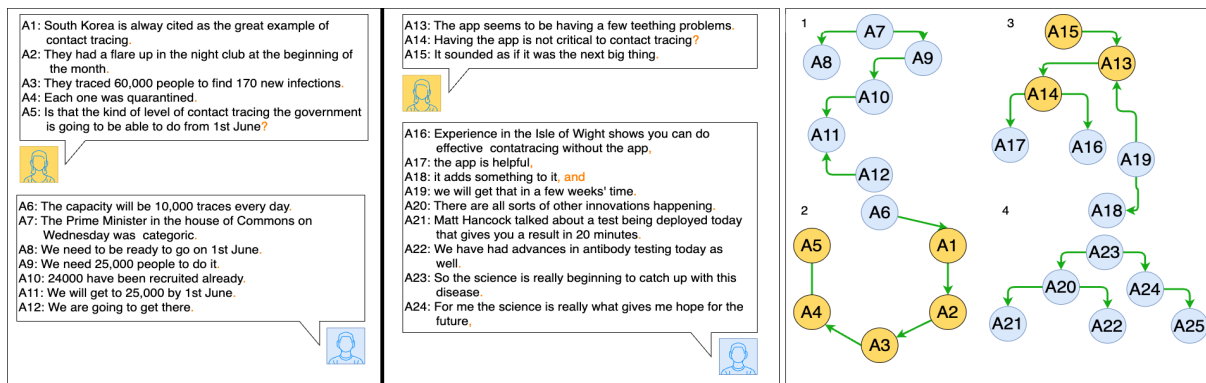 A1: South Korea is alway cited as the great example of
contact tracing.
A2: They had a flare up in the night club at the beginning of
the month.
A3: They traced 60,000 people to find 170 new infections.
A4: Each one was quarantined.
A5: Is that the kind of level of contact tracing the government
is going to be able to do from 1st June?
A6: The capacity will be 10,000 traces every day.
A7: The Prime Minister in the house of Commons on
Wednesday was categoric.
A8: We need to be ready to go on 1st June.
A9: We need 25,000 people to do it.
A10: 24000 have been recruited already.
A11: We will get to 25,000 by 1st June.
A12: We are going to get there.
A13: The app seems to be having a few teething problems.
A14: Having the app is not critical to contact tracing?
A15: It sounded as if it was the next big thing.
A16: Experience in the Isle of Wight shows you can do
effective contatracing without the app,
A17: the app is helpful,
A18: it adds something to it, and
A19: we will get that in a few weeks' time.
A20: There are all sorts of other innovations happening.
A21: Matt Hancock talked about a test being deployed today
that gives you a result in 20 minutes.
A22: We have had advances in antibody testing today as
well.
A23: So the science is really beginning to catch up with this
disease.
A24: For me the science is really what gives me hope for the
future,
1
A7
A8
A9
A10
A11
A12
2
A6
A5
A1
A4
A2
A3
3
A15
A13
A14
A17
A16
A19
A18
4
A23
A20
A24
A21
A22
A25